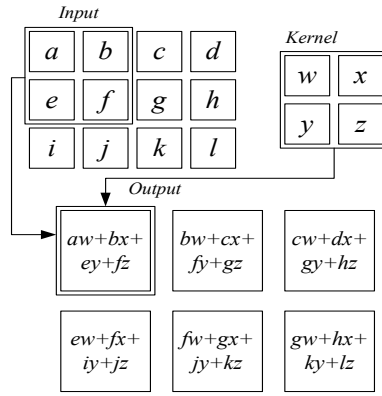 Input
a b c d
Kernel
e f g h
w x
i j k l
y z
Output
aw+bx+
ey+fz
bw+cx+
fy+gz
cw+dx+
gy+hz
ew+fx+
iy+jz
fw+gx+
jy+kz
gw+hx+
ky+lz